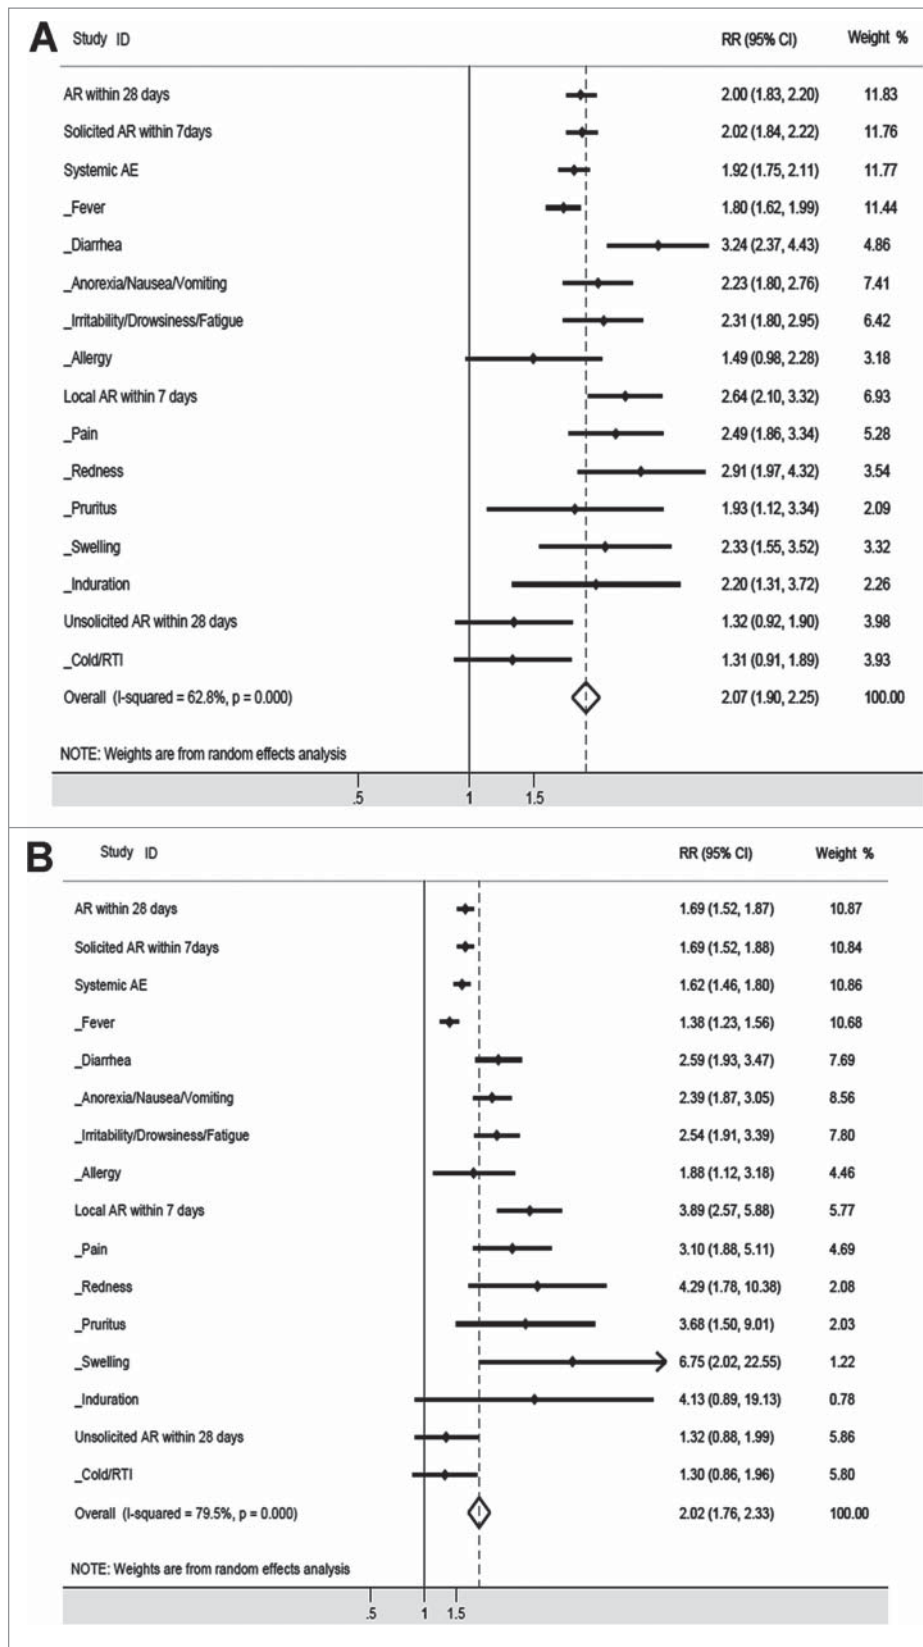 A Study ID RR (95% CI) Weight %
AR within 28 days 2.00 (1.83, 2.20) 11.83
Solicited AR within 7days 2.02 (1.84, 2.22) 11.76
Systemic AE 1.92 (1.75, 2.11) 11.77
_Fever 1.80 (1.62, 1.99) 11.44
_Diarrhea 3.24 (2.37, 4.43) 4.86
_Anorexia/Nausea/Vomiting 2.23 (1.80, 2.76) 7.41
_Irritability/Drowsiness/Fatigue 2.31 (1.80, 2.95) 6.42
_Allergy 1.49 (0.98, 2.28) 3.18
Local AR within 7 days 2.64 (2.10, 3.32) 6.93
_Pain 2.49 (1.86, 3.34) 5.28
_Redness 2.91 (1.97, 4.32) 3.54
_Pruritus 1.93 (1.12, 3.34) 2.09
_Swelling 2.33 (1.55, 3.52) 3.32
_Induration 2.20 (1.31, 3.72) 2.26
Unsolicited AR within 28 days 1.32 (0.92, 1.90) 3.98
_Cold/RTI 1.31 (0.91, 1.89) 3.93
Overall (I-squared = 62.8%, p = 0.000) 2.07 (1.90, 2.25) 100.00
NOTE: Weights are from random effects analysis
.5 1 1.5
B Study ID RR (95% CI) Weight %
AR within 28 days 1.69 (1.52, 1.87) 10.87
Solicited AR within 7days 1.69 (1.52, 1.88) 10.84
Systemic AE 1.62 (1.46, 1.80) 10.86
_Fever 1.38 (1.23, 1.56) 10.68
_Diarrhea 2.59 (1.93, 3.47) 7.69
_Anorexia/Nausea/Vomiting 2.39 (1.87, 3.05) 8.56
_Irritability/Drowsiness/Fatigue 2.54 (1.91, 3.39) 7.80
_Allergy 1.88 (1.12, 3.18) 4.46
Local AR within 7 days 3.89 (2.57, 5.88) 5.77
_Pain 3.10 (1.88, 5.11) 4.69
_Redness 4.29 (1.78, 10.38) 2.08
_Pruritus 3.68 (1.50, 9.01) 2.03
_Swelling 6.75 (2.02, 22.55) 1.22
_Induration 4.13 (0.89, 19.13) 0.78
Unsolicited AR within 28 days 1.32 (0.88, 1.99) 5.86
_Cold/RTI 1.30 (0.86, 1.96) 5.80
Overall (I-squared = 79.5%, p = 0.000) 2.02 (1.76, 2.33) 100.00
NOTE: Weights are from random effects analysis
.5 1 1.5